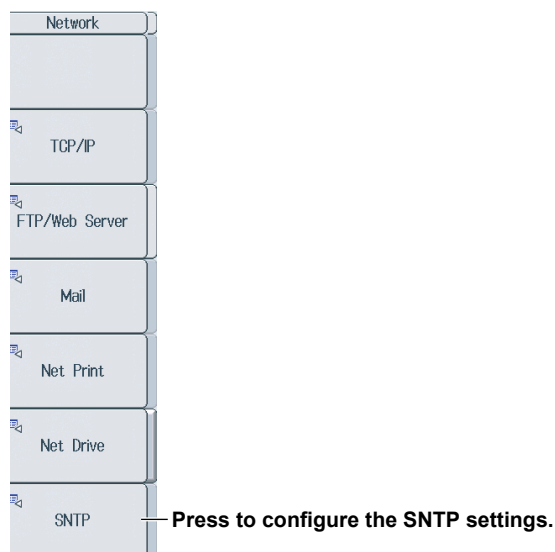 Network
TCP/IP
FTP/Web Server
Mail
Net Print
Net Drive
SNTP
Press to configure the SNTP settings.